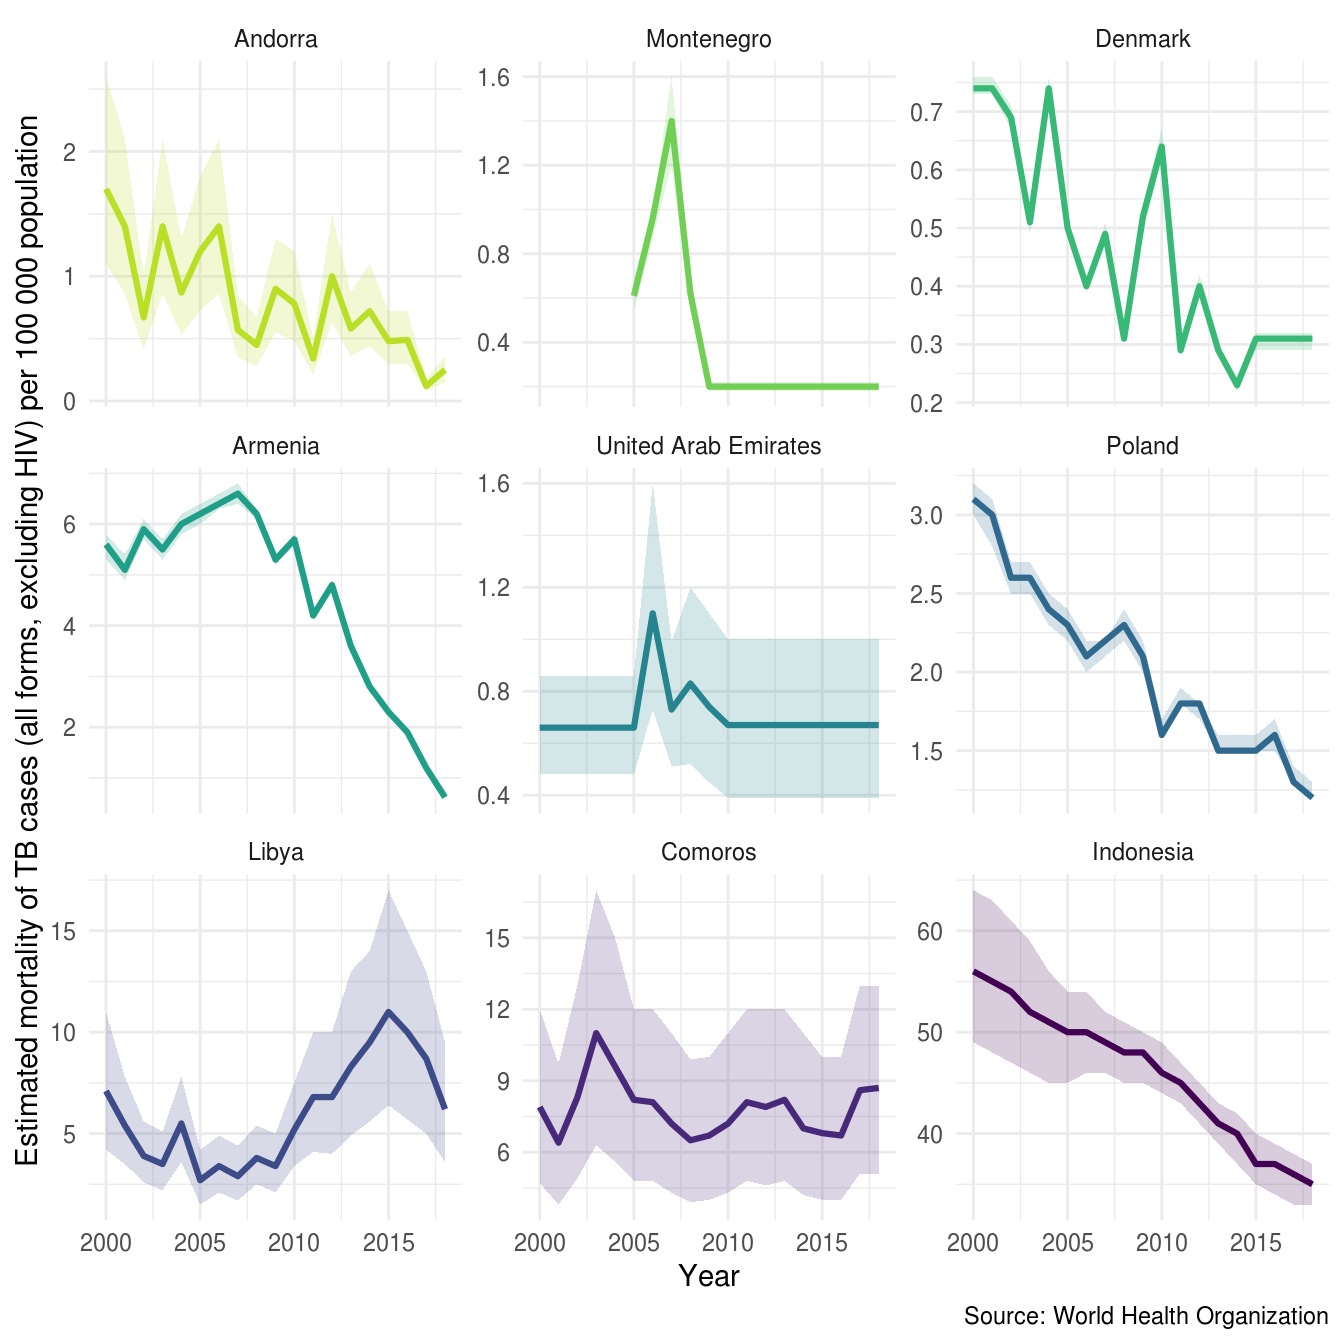 Andorra
Montenegro
Denmark
2
1
0
1.6
1.2
0.8
0.4
0.7
0.6
0.5
0.4
0.3
0.2
Armenia
United Arab Emirates
Poland
6
4
2
1.6
1.2
0.8
0.4
3.0
2.5
2.0
1.5
Libya
Comoros
Indonesia
15
10
5
15
12
9
6
60
50
40
2000 2005 2010 2015
2000 2005 2010 2015
2000 2005 2010 2015
Estimated mortality of TB cases (all forms, excluding HIV) per 100 000 population
Year
Source: World Health Organization